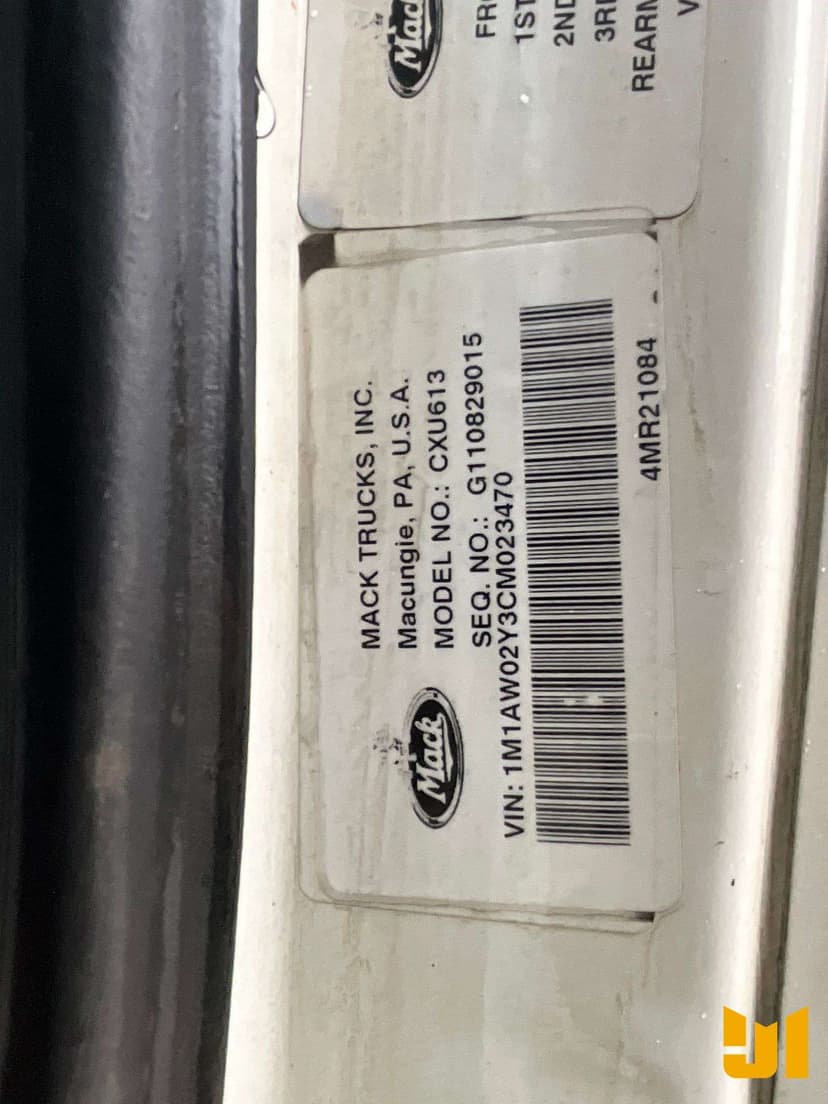 Mack
FR
1ST
2ND
REARM
V
MACK TRUCKS, INC.
Macungie, PA, U.S.A.
MODEL NO.: CXU613
SEQ. NO.: G110829015
Mack
VIN: 1M1AW02Y3CM023470
4MR21084